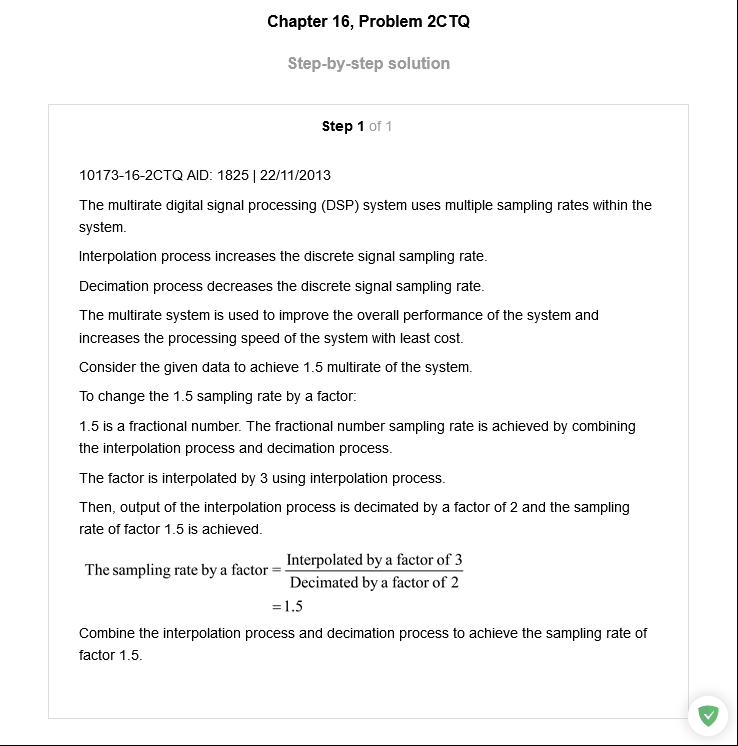 Chapter 16, Problem 2CTQ
Step-by-step solution
Step 1 of 1
10173-16-2CTQ AID: 1825 | 22/11/2013
The multirate digital signal processing (DSP) system uses multiple sampling rates within the
system.
Interpolation process increases the discrete signal sampling rate.
Decimation process decreases the discrete signal sampling rate.
The multirate system is used to improve the overall performance of the system and
increases the processing speed of the system with least cost.
Consider the given data to achieve 1.5 multirate of the system.
To change the 1.5 sampling rate by a factor:
1.5 is a fractional number. The fractional number sampling rate is achieved by combining
the interpolation process and decimation process.
The factor is interpolated by 3 using interpolation process.
Then, output of the interpolation process is decimated by a factor of 2 and the sampling
rate of factor 1.5 is achieved.
Interpolated by a factor of 3
The sampling rate by a factor =
Decimated by a factor of 2
=1.5
Combine the interpolation process and decimation process to achieve the sampling rate of
factor 1.5.